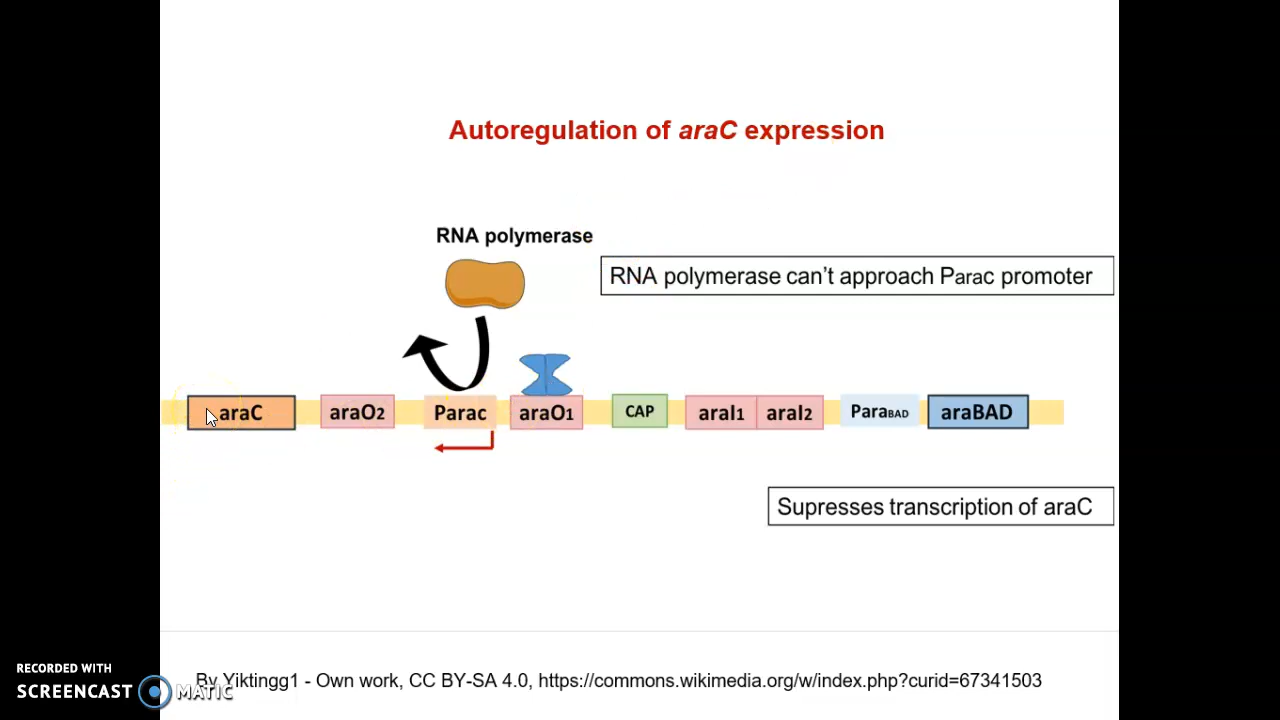 Autoregulation of araC expression
RNA polymerase
RNA polymerase can't approach Parac promoter
araC araO2 Parac araO1 CAP araI1 araI2 ParaBAD araBAD
Supresses transcription of araC
RECORDED WITH
SCREENCAST MATIC
By Yiktingg1 - Own work, CC BY-SA 4.0, https://commons.wikimedia.org/w/index.php?curid=67341503